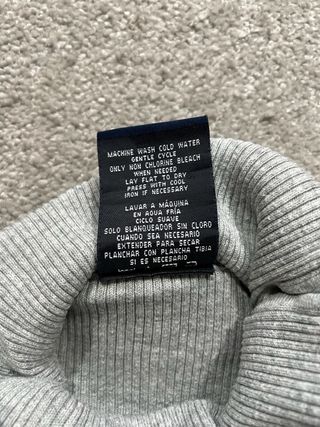 MACHINE WASH COLD WATER
GENTLE CYCLE
ONLY NON CHLORINE BLEACH
WHEN NEEDED
LAY FLAT TO DRY
PRESS WITH COOL
IRON IF NECESSARY
LAVAR A MÁQUINA
EN AGUA FRÍA
CICLO SUAVE
SOLO BLANQUEADOR SIN CLORO
CUANDO SEA NECESARIO
EXTENDER PARA SECAR
PLANCHAR CON PLANCHA TIBIA
SI ES NECESARIO